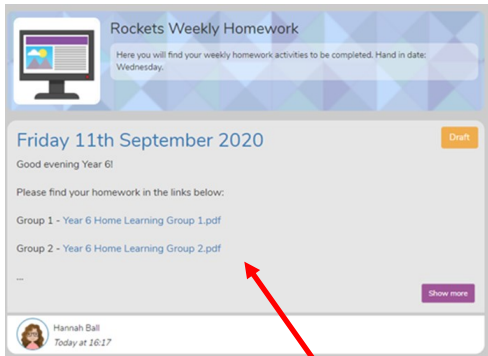 Rockets Weekly Homework
Here you will find your weekly homework activities to be completed. Hand in date:
Wednesday.
Friday 11th September 2020
Draft
Good evening Year 6!
Please find your homework in the links below:
Group 1 - Year 6 Home Learning Group 1.pdf
Group 2 - Year 6 Home Learning Group 2.pdf
...
Show more
Hannah Ball
Today at 16:17